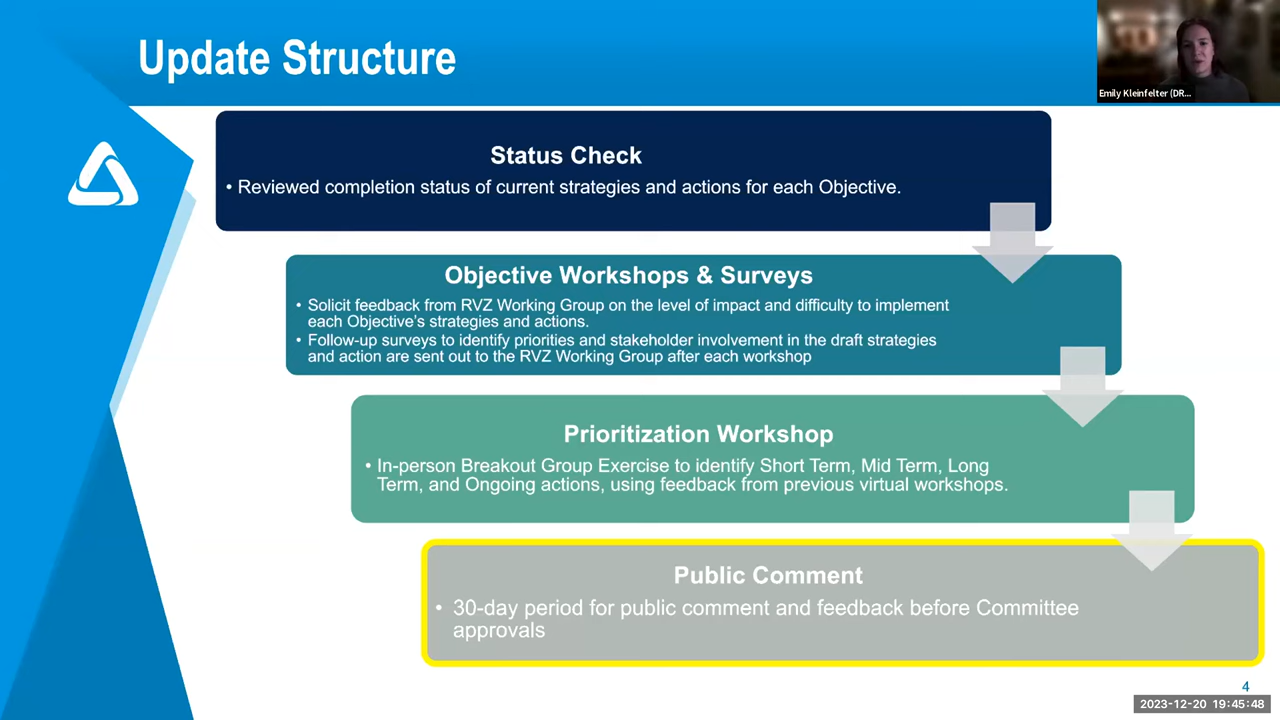 Update Structure
Emily Kleinfelter (DR...
Status Check
• Reviewed completion status of current strategies and actions for each Objective.
Objective Workshops & Surveys
• Solicit feedback from RVZ Working Group on the level of impact and difficulty to implement
each Objective's strategies and actions.
• Follow-up surveys to identify priorities and stakeholder involvement in the draft strategies
and action are sent out to the RVZ Working Group after each workshop
Prioritization Workshop
• In-person Breakout Group Exercise to identify Short Term, Mid Term, Long
Term, and Ongoing actions, using feedback from previous virtual workshops.
Public Comment
• 30-day period for public comment and feedback before Committee
approvals
4
2023-12-20 19:45:48